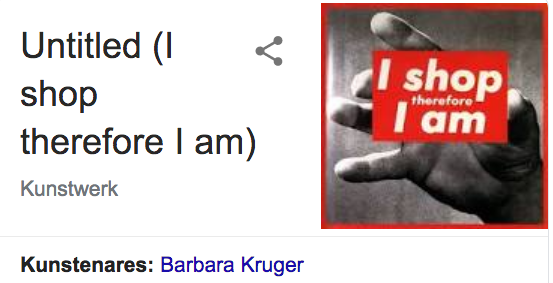 Untitled (I
shop
therefore I am)
Kunstwerk
I shop
therefore
I am
Kunstenares: Barbara Kruger